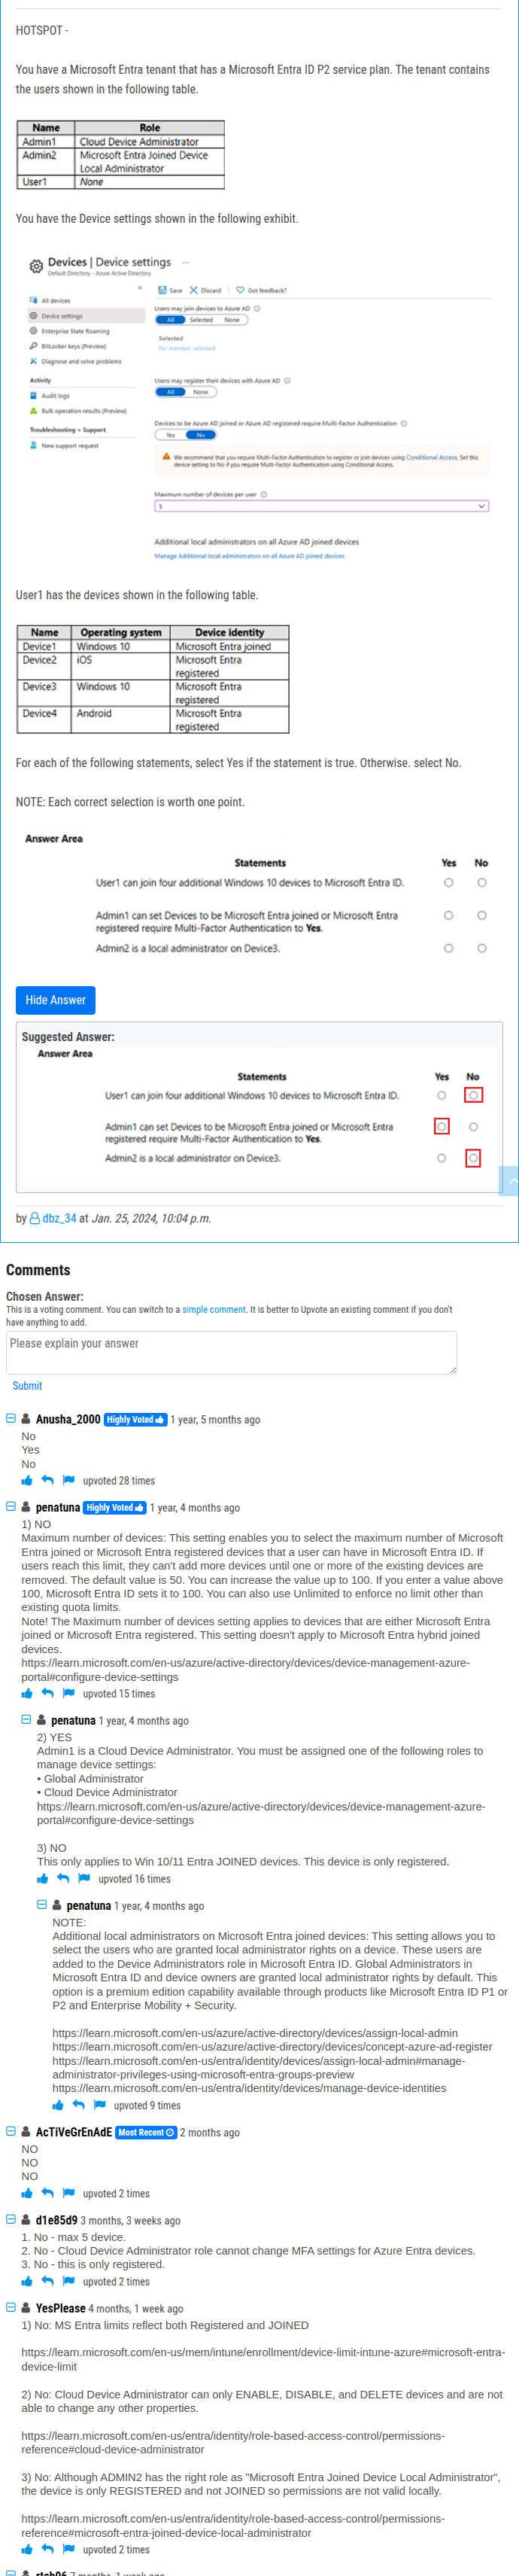 HOTSPOT -
You have a Microsoft Entra tenant that has a Microsoft Entra ID P2 service plan. The tenant contains
the users shown in the following table.
Name Role
Admin1 Cloud Device Administrator
Admin2 Microsoft Entra Joined Device
Local Administrator
User1 None
You have the Device settings shown in the following exhibit.
Devices | Device settings ...
Default Directory - Azure Active Directory
«
Save Discard Got feedback?
All devices
Device settings
Enterprise State Roaming
BitLocker keys (Preview)
Diagnose and solve problems
Activity
Audit logs
Bulk operation results (Preview)
Troubleshooting + Support
New support request
Users may join devices to Azure AD
All Selected None
Selected
No member selected
Users may register their devices with Azure AD
All None
Devices to be Azure AD joined or Azure AD registered require Multi-Factor Authentication
Yes No
We recommend that you require Multi-Factor Authentication to register or join devices using Conditional Access. Set this
device setting to No if you require Multi-Factor Authentication using Conditional Access.
Maximum number of devices per user
5
Additional local administrators on all Azure AD joined devices
Manage Additional local administrators on all Azure AD joined devices
User1 has the devices shown in the following table.
Name Operating system Device identity
Device1 Windows 10 Microsoft Entra joined
Device2 iOS Microsoft Entra
registered
Device3 Windows 10 Microsoft Entra
registered
Device4 Android Microsoft Entra
registered
For each of the following statements, select Yes if the statement is true. Otherwise. select No.
NOTE: Each correct selection is worth one point.
Answer Area
Statements Yes No
User1 can join four additional Windows 10 devices to Microsoft Entra ID.
Admin1 can set Devices to be Microsoft Entra joined or Microsoft Entra
registered require Multi-Factor Authentication to Yes.
Admin2 is a local administrator on Device3.
Hide Answer
Suggested Answer:
Answer Area
Statements Yes No
User1 can join four additional Windows 10 devices to Microsoft Entra ID.
Admin1 can set Devices to be Microsoft Entra joined or Microsoft Entra
registered require Multi-Factor Authentication to Yes.
Admin2 is a local administrator on Device3.
by dbz_34 at Jan. 25, 2024, 10:04 p.m.
Comments
Chosen Answer:
This is a voting comment. You can switch to a simple comment. It is better to Upvote an existing comment if you don't
have anything to add.
Please explain your answer
Submit
Anusha_2000 Highly Voted 1 year, 5 months ago
No
Yes
No
upvoted 28 times
penatuna Highly Voted 1 year, 4 months ago
1) NO
Maximum number of devices: This setting enables you to select the maximum number of Microsoft
Entra joined or Microsoft Entra registered devices that a user can have in Microsoft Entra ID. If
users reach this limit, they can't add more devices until one or more of the existing devices are
removed. The default value is 50. You can increase the value up to 100. If you enter a value above
100, Microsoft Entra ID sets it to 100. You can also use Unlimited to enforce no limit other than
existing quota limits.
Note! The Maximum number of devices setting applies to devices that are either Microsoft Entra
joined or Microsoft Entra registered. This setting doesn't apply to Microsoft Entra hybrid joined
devices.
https://learn.microsoft.com/en-us/azure/active-directory/devices/device-management-azure-
portal#configure-device-settings
upvoted 15 times
penatuna 1 year, 4 months ago
2) YES
Admin1 is a Cloud Device Administrator. You must be assigned one of the following roles to
manage device settings:
• Global Administrator
• Cloud Device Administrator
https://learn.microsoft.com/en-us/azure/active-directory/devices/device-management-azure-
portal#configure-device-settings
3) NO
This only applies to Win 10/11 Entra JOINED devices. This device is only registered.
upvoted 16 times
penatuna 1 year, 4 months ago
NOTE:
Additional local administrators on Microsoft Entra joined devices: This setting allows you to
select the users who are granted local administrator rights on a device. These users are
added to the Device Administrators role in Microsoft Entra ID. Global Administrators in
Microsoft Entra ID and device owners are granted local administrator rights by default. This
option is a premium edition capability available through products like Microsoft Entra ID P1 or
P2 and Enterprise Mobility + Security.
https://learn.microsoft.com/en-us/azure/active-directory/devices/assign-local-admin
https://learn.microsoft.com/en-us/azure/active-directory/devices/concept-azure-ad-register
https://learn.microsoft.com/en-us/entra/identity/devices/assign-local-admin#manage-
administrator-privileges-using-microsoft-entra-groups-preview
https://learn.microsoft.com/en-us/entra/identity/devices/manage-device-identities
upvoted 9 times
AcTiVeGrEnAdE Most Recent 2 months ago
NO
NO
NO
upvoted 2 times
d1e85d9 3 months, 3 weeks ago
1. No - max 5 device.
2. No - Cloud Device Administrator role cannot change MFA settings for Azure Entra devices.
3. No - this is only registered.
upvoted 2 times
YesPlease 4 months, 1 week ago
1) No: MS Entra limits reflect both Registered and JOINED
https://learn.microsoft.com/en-us/mem/intune/enrollment/device-limit-intune-azure#microsoft-entra-
device-limit
2) No: Cloud Device Administrator can only ENABLE, DISABLE, and DELETE devices and are not
able to change any other properties.
https://learn.microsoft.com/en-us/entra/identity/role-based-access-control/permissions-
reference#cloud-device-administrator
3) No: Although ADMIN2 has the right role as "Microsoft Entra Joined Device Local Administrator",
the device is only REGISTERED and not JOINED so permissions are not valid locally.
https://learn.microsoft.com/en-us/entra/identity/role-based-access-control/permissions-
reference#microsoft-entra-joined-device-local-administrator
upvoted 2 times